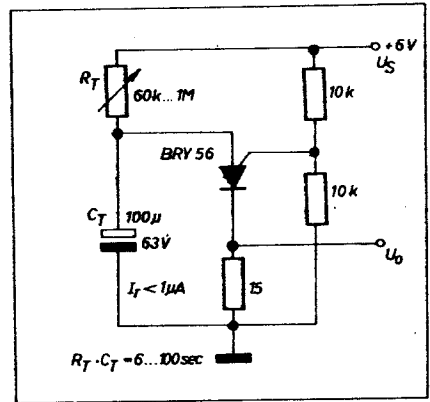 +6V
U_S
R_T
60k...1M
10k
BRY 56
10k
C_T 100µ
63V
U_0
I_r < 1µA
15
R_T · C_T = 6...100sec